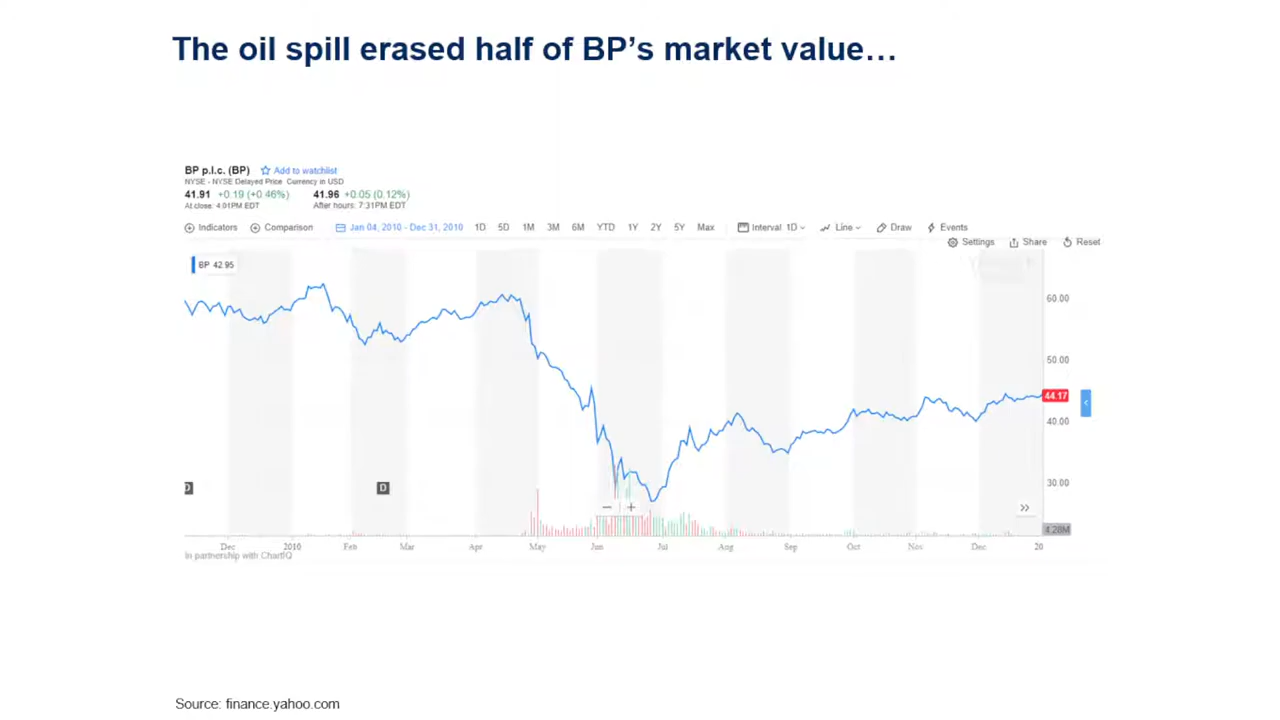 The oil spill erased half of BP's market value…
BP p.l.c. (BP) Add to watchlist
NYSE - NYSE Delayed Price. Currency in USD
41.91 +0.19 (+0.46%) 41.96 +0.05 (0.12%)
At close: 4:01PM EDT After hours: 7:31PM EDT
Indicators Comparison Jan 04, 2010 - Dec 31, 2010 1D 5D 1M 3M 6M YTD 1Y 2Y 5Y Max Interval 1D Line Draw Events
Settings Share Reset
BP 42.95
60.00
50.00
44.17
40.00
D D
30.00
− + »
4.28M
Dec 2010 Feb Mar Apr May Jun Jul Aug Sep Oct Nov Dec 20
In partnership with ChartIQ
Source: finance.yahoo.com